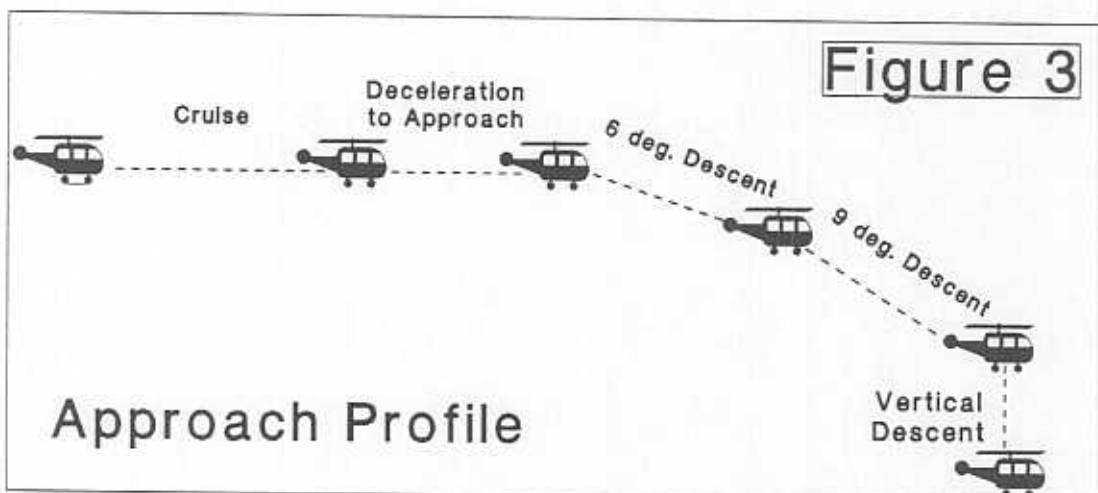 Figure 3
Cruise
Deceleration
to Approach
6 deg. Descent
9 deg. Descent
Vertical
Descent
Approach Profile